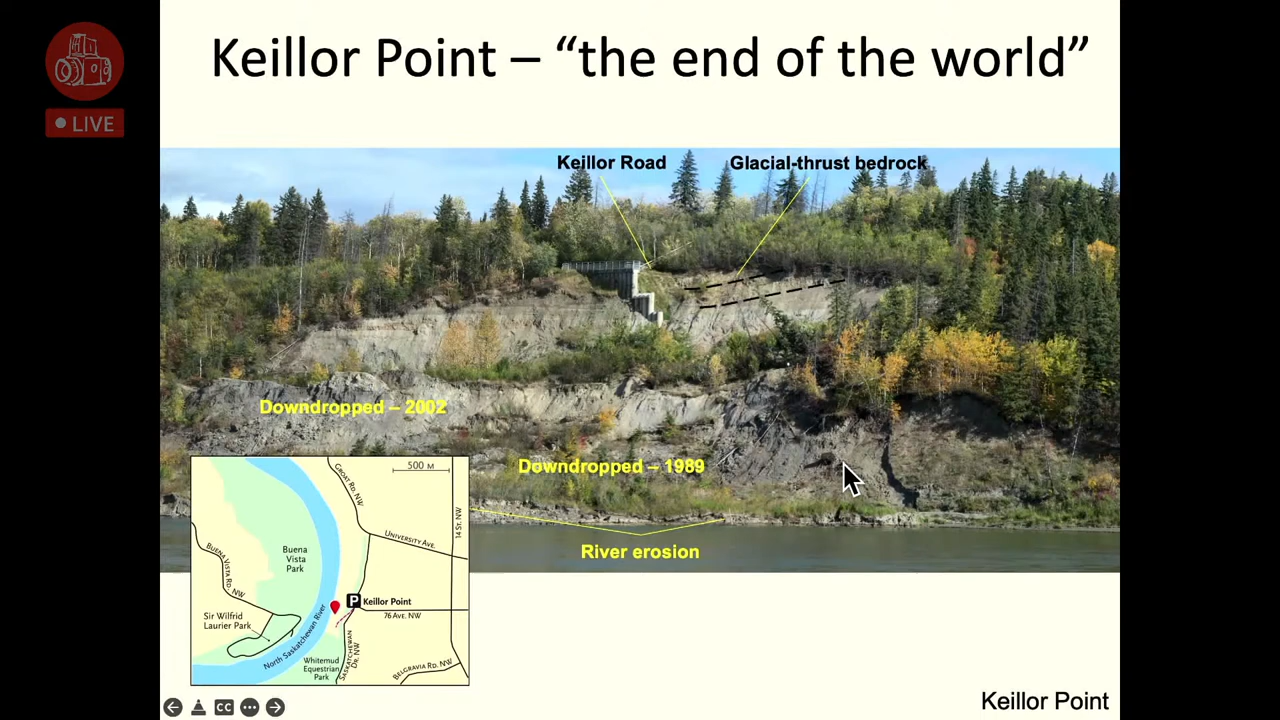 LIVE
Keillor Point – “the end of the world”
Keillor Road
Glacial-thrust bedrock
Downdropped – 2002
Downdropped – 1989
River erosion
500 M
GROAT RD. NW
14 St. NW
UNIVERSITY AVE.
Buena
Vista
Park
BUENA VISTA RD. NW
P
Keillor Point
76 AVE. NW
Sir Wilfrid
Laurier Park
North Saskatchewan River
SASKATCHEWAN
DR. NW
Whitemud
Equestrian
Park
BELGRAVIA RD. NW
CC
Keillor Point